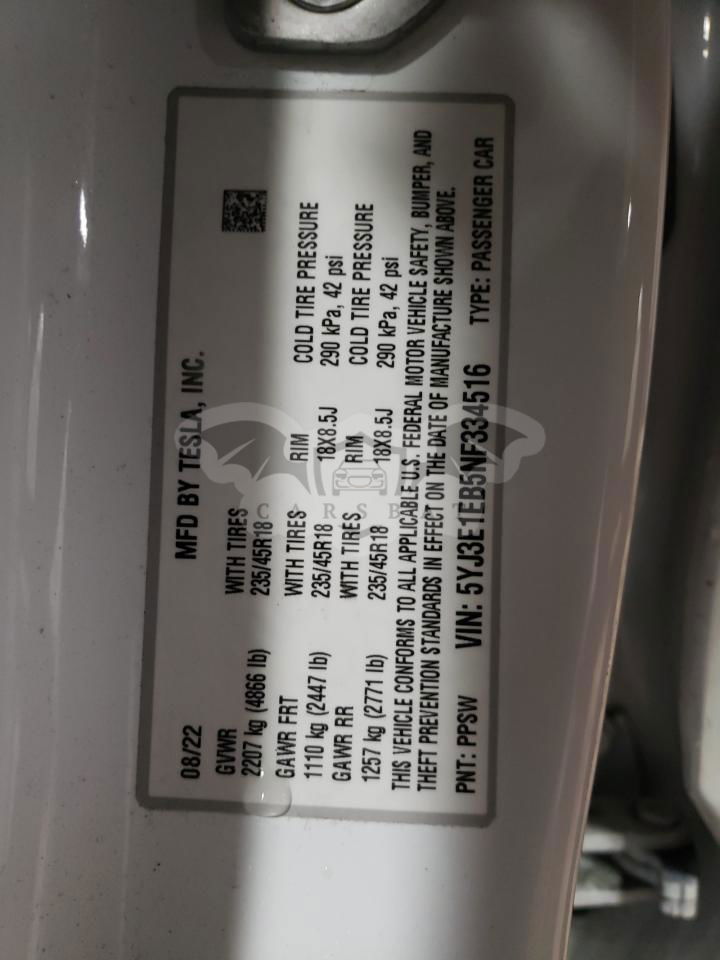 08/22 MFD BY TESLA, INC.
GVWR WITH TIRES
2207 kg (4866 lb) 235/45R18
GAWR FRT WITH TIRES RIM COLD TIRE PRESSURE
1110 kg (2447 lb) 235/45R18 18X8.5J 290 kPa, 42 psi
GAWR RR WITH TIRES RIM COLD TIRE PRESSURE
1257 kg (2771 lb) 235/45R18 18X8.5J 290 kPa, 42 psi
THIS VEHICLE CONFORMS TO ALL APPLICABLE U.S. FEDERAL MOTOR VEHICLE SAFETY, BUMPER, AND
THEFT PREVENTION STANDARDS IN EFFECT ON THE DATE OF MANUFACTURE SHOWN ABOVE.
PNT: PPSW VIN: 5YJ3E1EB5NF334516 TYPE: PASSENGER CAR